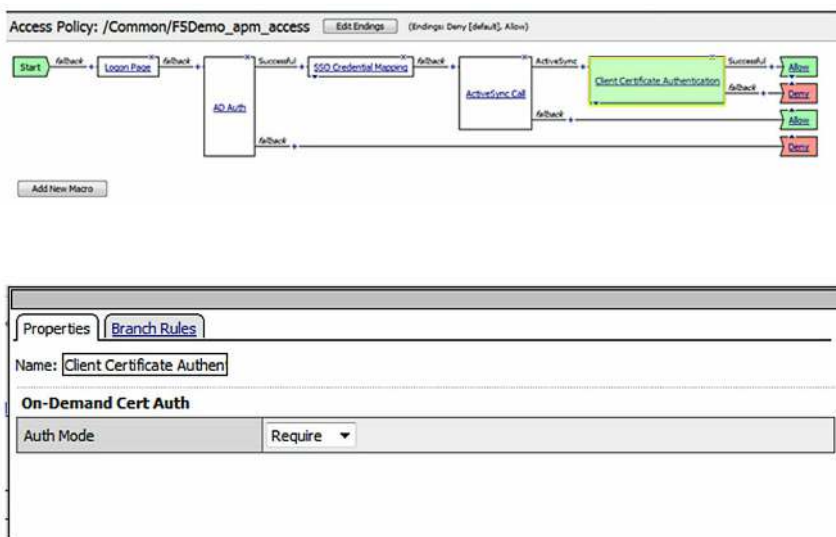 Access Policy: /Common/F5Demo_apm_access Edit Endings (Endings: Deny [default], Allow)
Start fallback + Logon Page fallback + Successful + SSO Credential Mapping fallback + ActiveSync + Client Certificate Authentication Successful + Allow
AD Auth ActiveSync Call fallback + Deny
fallback + Allow
fallback + Deny
Add New Macro
Properties Branch Rules
Name: Client Certificate Authen
On-Demand Cert Auth
Auth Mode Require